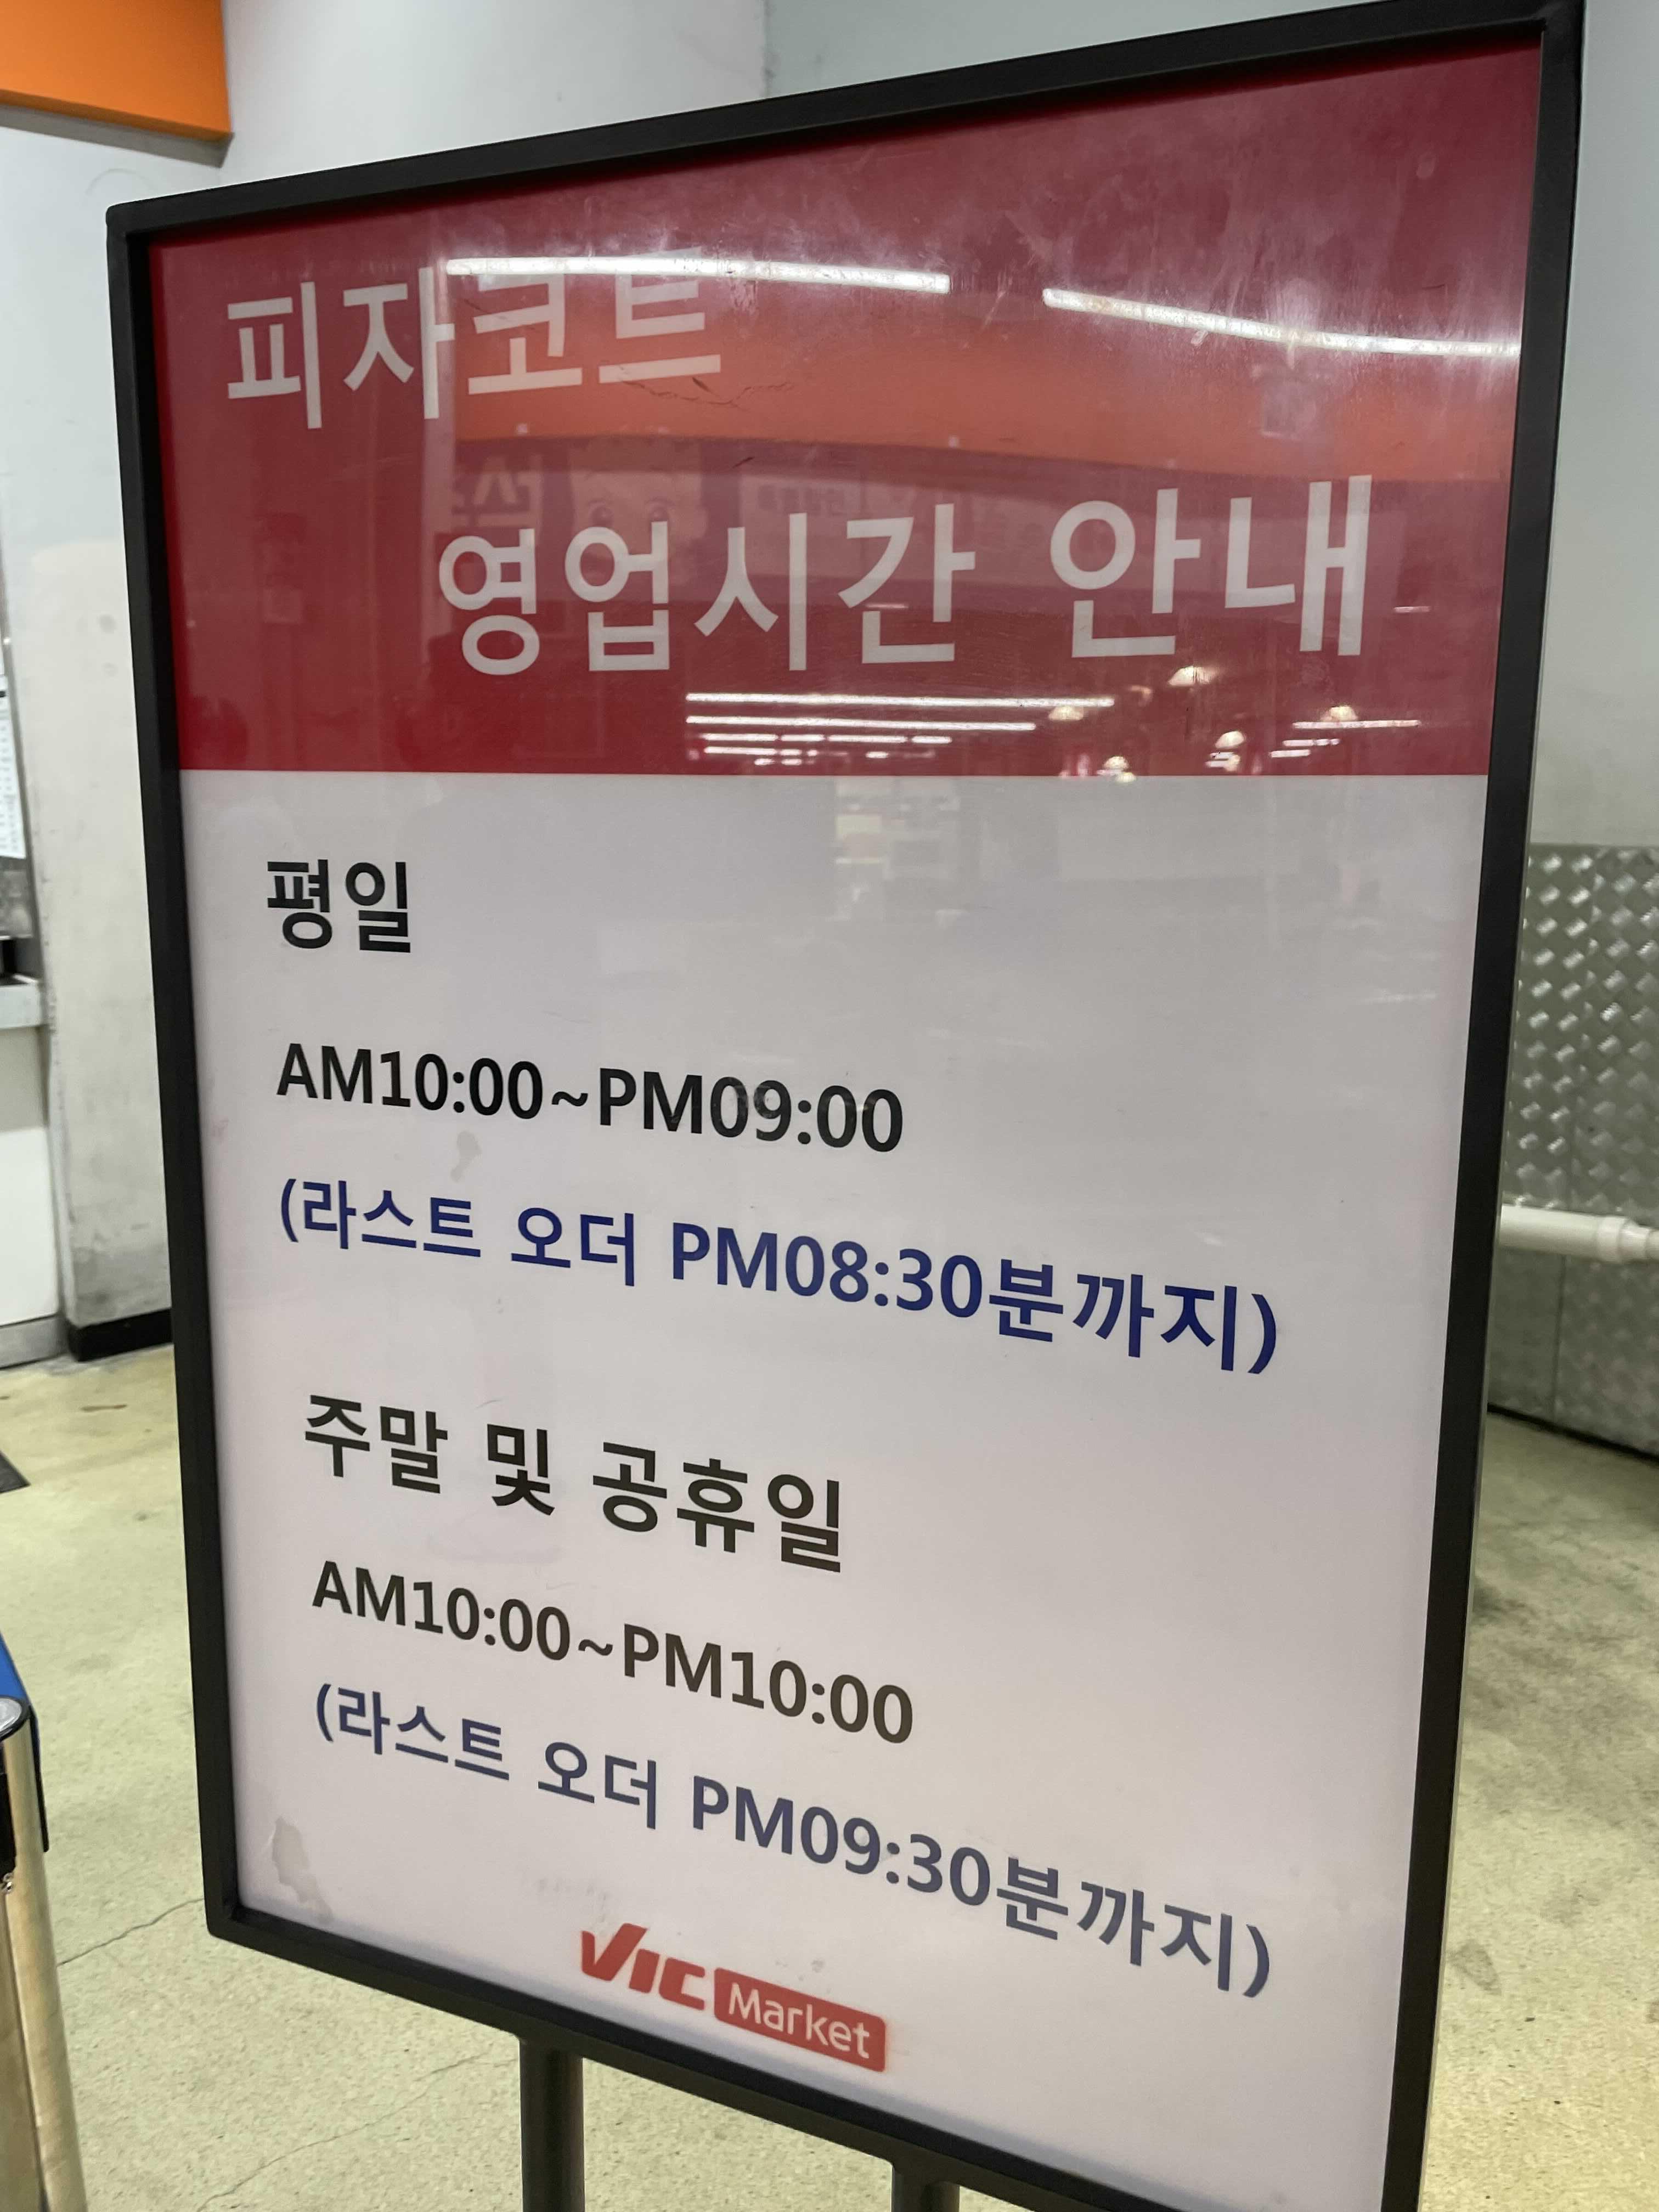 피자코트
영업시간 안내
평일
AM10:00~PM09:00
(라스트 오더 PM08:30분까지)
주말 및 공휴일
AM10:00~PM10:00
(라스트 오더 PM09:30분까지)
VIC Market